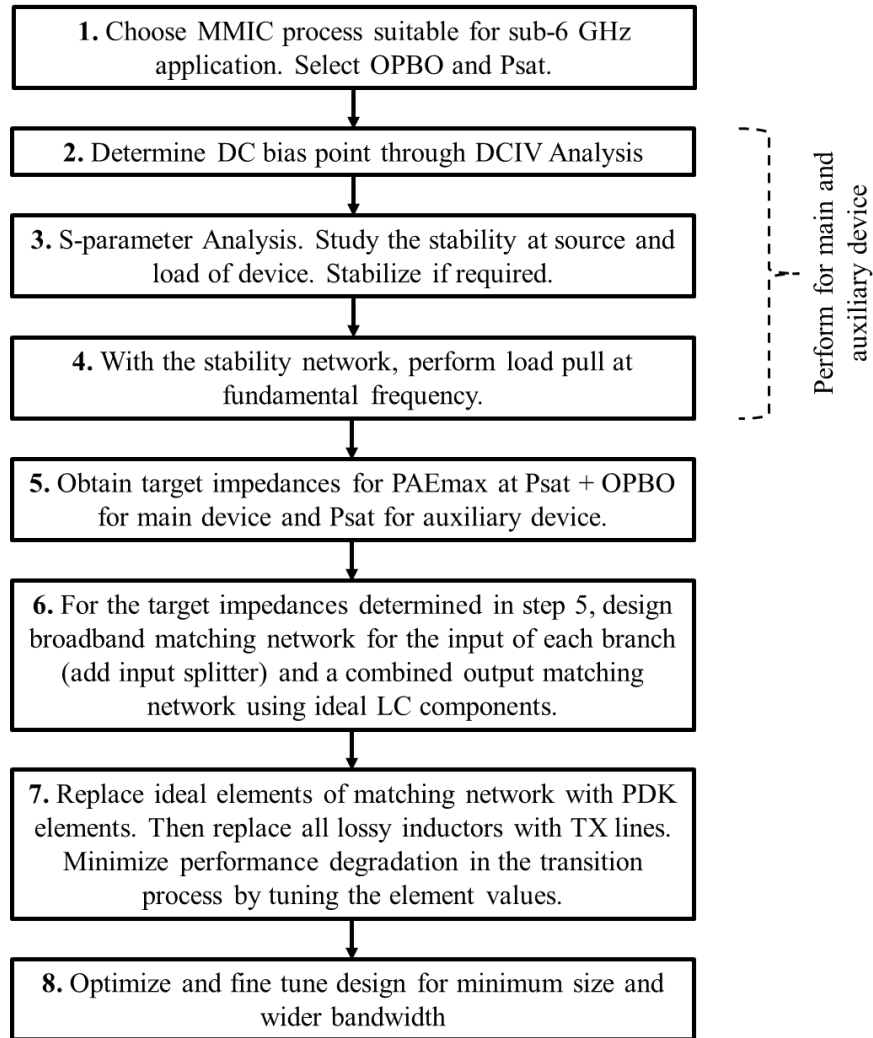 1. Choose MMIC process suitable for sub-6 GHz
application. Select OPBO and Psat.
2. Determine DC bias point through DCIV Analysis
3. S-parameter Analysis. Study the stability at source and
load of device. Stabilize if required.
4. With the stability network, perform load pull at
fundamental frequency.
Perform for main and
auxiliary device
5. Obtain target impedances for PAEmax at Psat + OPBO
for main device and Psat for auxiliary device.
6. For the target impedances determined in step 5, design
broadband matching network for the input of each branch
(add input splitter) and a combined output matching
network using ideal LC components.
7. Replace ideal elements of matching network with PDK
elements. Then replace all lossy inductors with TX lines.
Minimize performance degradation in the transition
process by tuning the element values.
8. Optimize and fine tune design for minimum size and
wider bandwidth